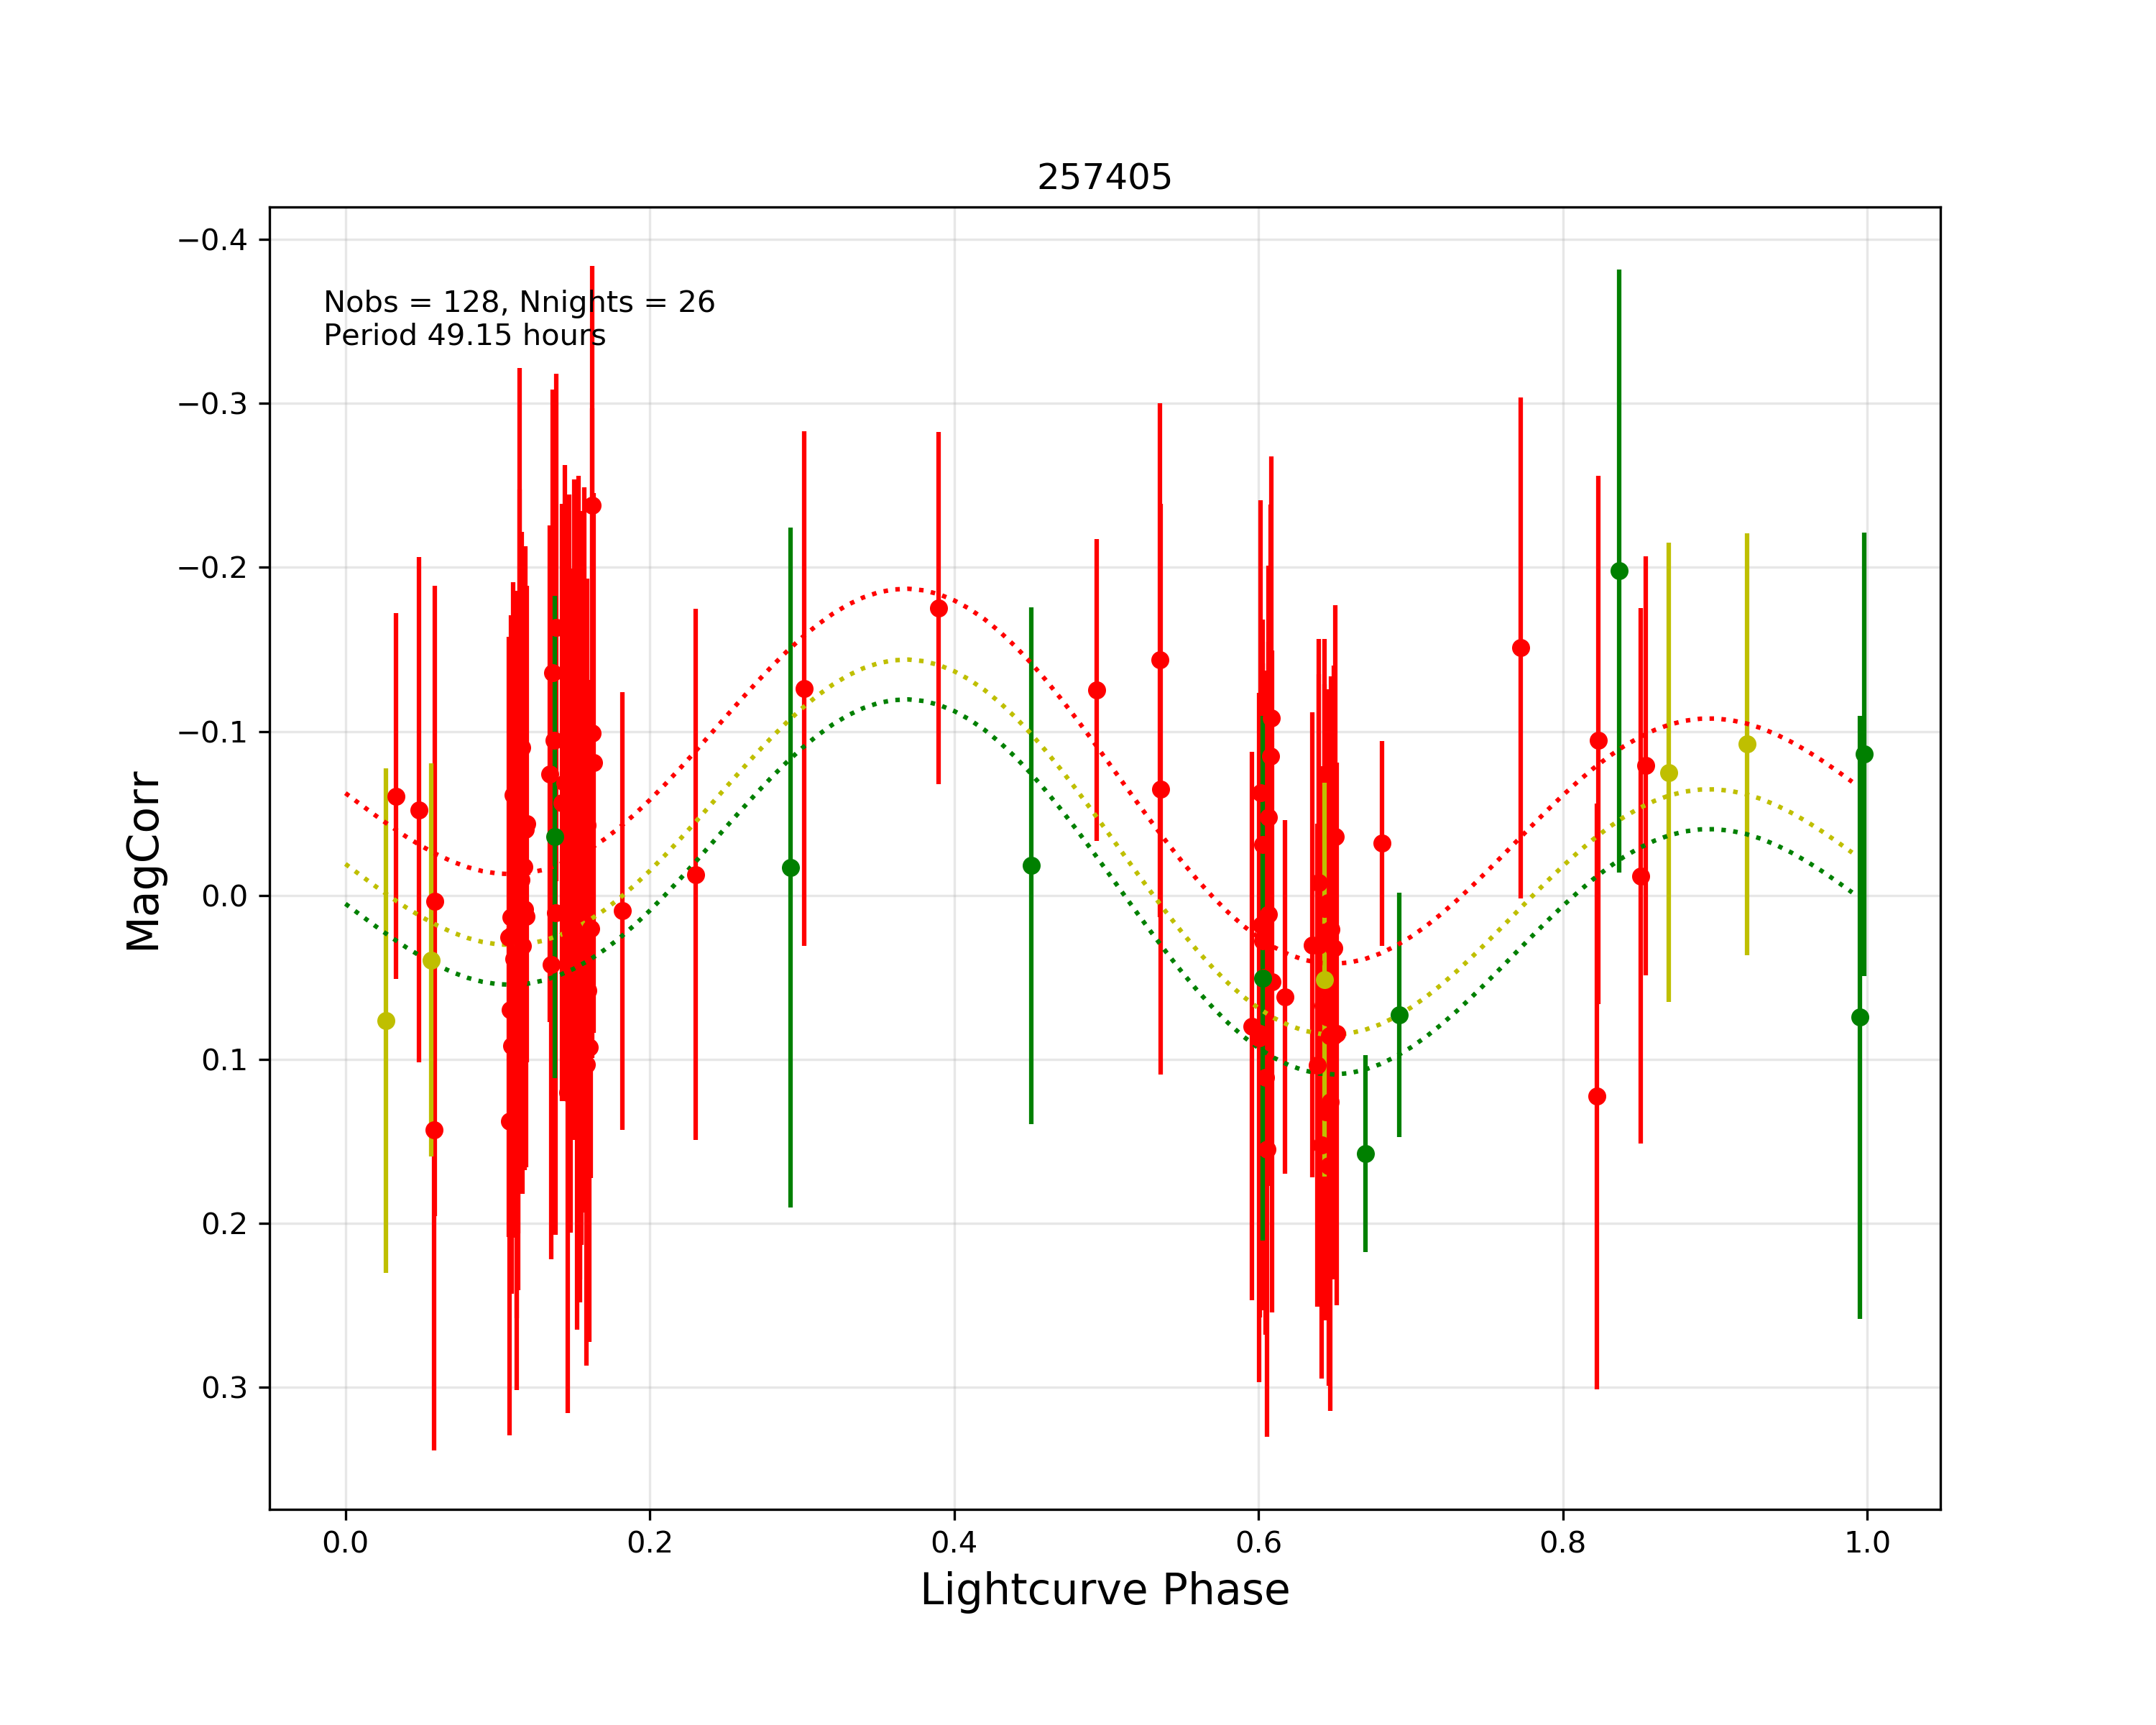 257405
Nobs = 128, Nnights = 26
Period 49.15 hours
−0.4
−0.3
−0.2
−0.1
0.0
0.1
0.2
0.3
MagCorr
0.0 0.2 0.4 0.6 0.8 1.0
Lightcurve Phase